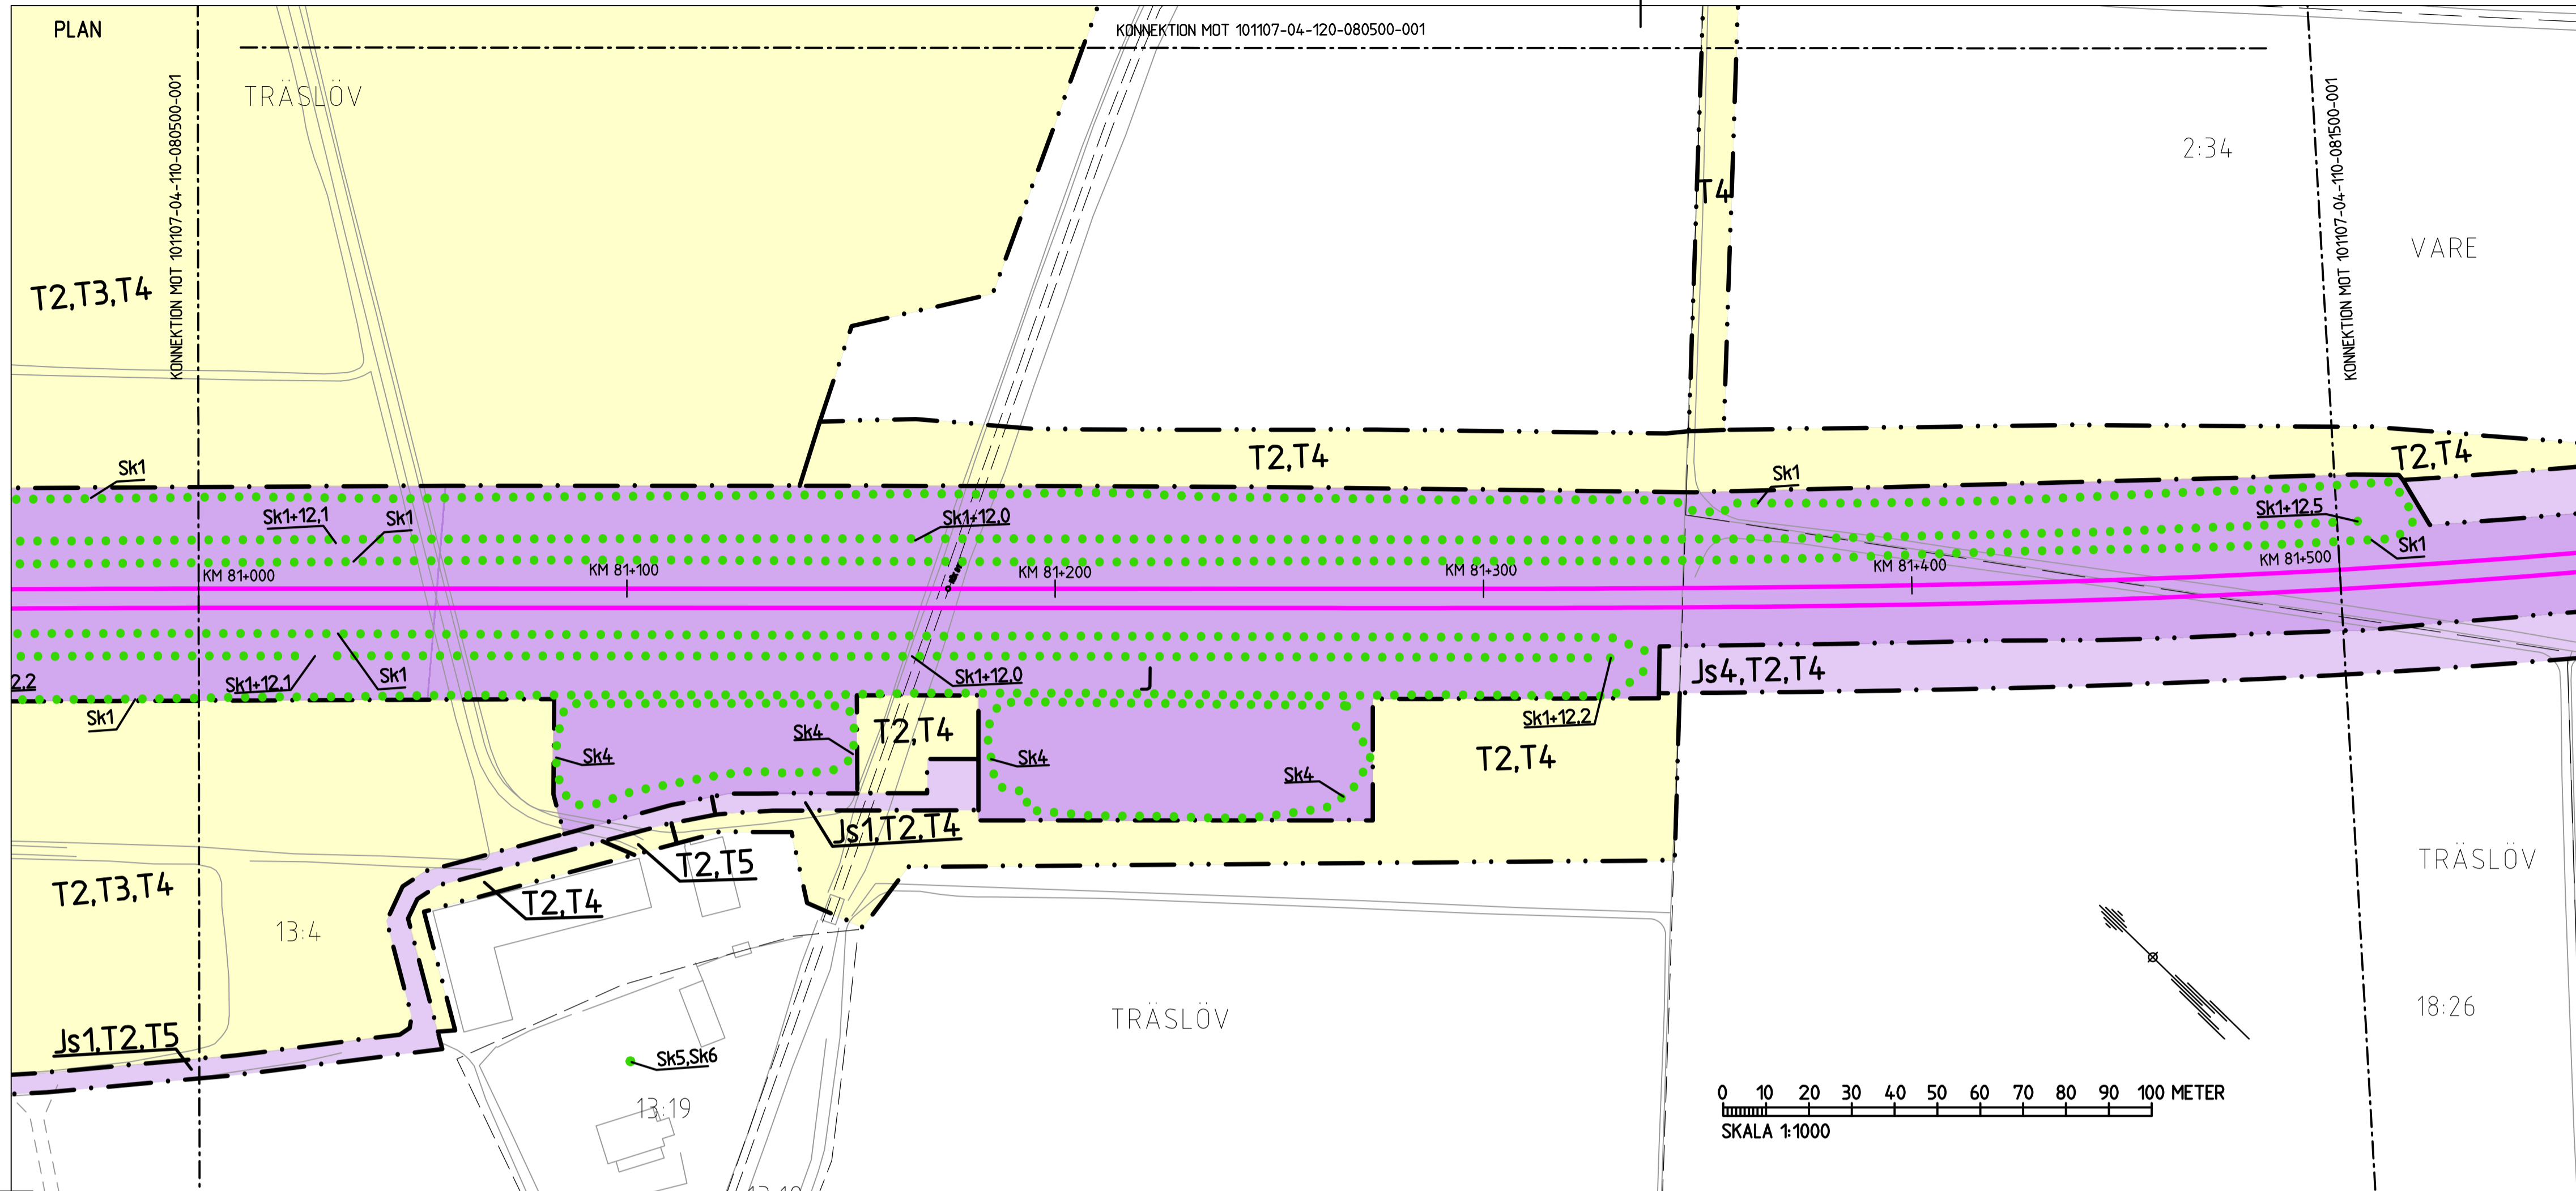 PLAN
KONNEKTION MOT 101107-04-120-080500-001
KONNEKTION MOT 101107-04-110-080500-001
KONNEKTION MOT 101107-04-110-081500-001
TRÄSLÖV
2:34
T4
VARE
T2,T3,T4
T2,T4
T2,T4
Sk1
Sk1
Sk1+12,1
Sk1
Sk1+12,0
Sk1+12,5
Sk1
KM 81+000
KM 81+100
KM 81+200
KM 81+300
KM 81+400
KM 81+500
2,2
Sk1+12,1
Sk1
Sk1+12,0
J
Js4,T2,T4
Sk1
Sk1+12,2
Sk4
Sk4
T2,T4
Sk4
Sk4
T2,T4
Js1,T2,T4
T2,T5
T2,T4
T2,T3,T4
13:4
TRÄSLÖV
TRÄSLÖV
18:26
Js1,T2,T5
Sk5,Sk6
13:19
0 10 20 30 40 50 60 70 80 90 100 METER
SKALA 1:1000